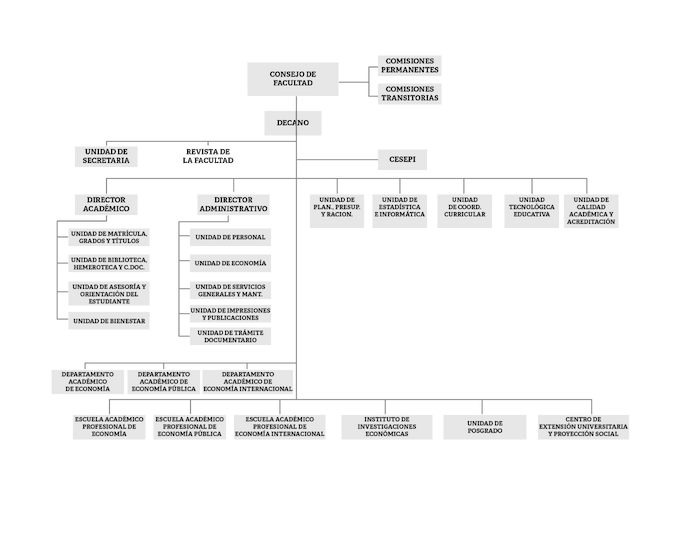 CONSEJO DE
FACULTAD
COMISIONES
PERMANENTES
COMISIONES
TRANSITORIAS
DECANO
UNIDAD DE
SECRETARIA
REVISTA DE
LA FACULTAD
CESEPI
DIRECTOR
ACADÉMICO
DIRECTOR
ADMINISTRATIVO
UNIDAD DE
PLAN., PRESUP.
Y RACION.
UNIDAD DE
ESTADÍSTICA
E INFORMÁTICA
UNIDAD
DE COORD.
CURRICULAR
UNIDAD
TECNOLÓGICA
EDUCATIVA
UNIDAD DE
CALIDAD
ACADÉMICA Y
ACREDITACIÓN
UNIDAD DE MATRÍCULA,
GRADOS Y TÍTULOS
UNIDAD DE BIBLIOTECA,
HEMEROTECA Y C.DOC.
UNIDAD DE ASESORÍA Y
ORIENTACIÓN DEL
ESTUDIANTE
UNIDAD DE BIENESTAR
UNIDAD DE PERSONAL
UNIDAD DE ECONOMÍA
UNIDAD DE SERVICIOS
GENERALES Y MANT.
UNIDAD DE IMPRESIONES
Y PUBLICACIONES
UNIDAD DE TRÁMITE
DOCUMENTARIO
DEPARTAMENTO
ACADÉMICO
DE ECONOMÍA
DEPARTAMENTO
ACADÉMICO DE
ECONOMÍA PÚBLICA
DEPARTAMENTO
ACADÉMICO DE
ECONOMÍA INTERNACIONAL
ESCUELA ACADÉMICO
PROFESIONAL DE
ECONOMÍA
ESCUELA ACADÉMICO
PROFESIONAL DE
ECONOMÍA PÚBLICA
ESCUELA ACADÉMICO
PROFESIONAL DE
ECONOMÍA INTERNACIONAL
INSTITUTO DE
INVESTIGACIONES
ECONÓMICAS
UNIDAD DE
POSGRADO
CENTRO DE
EXTENSIÓN UNIVERSITARIA
Y PROYECCIÓN SOCIAL